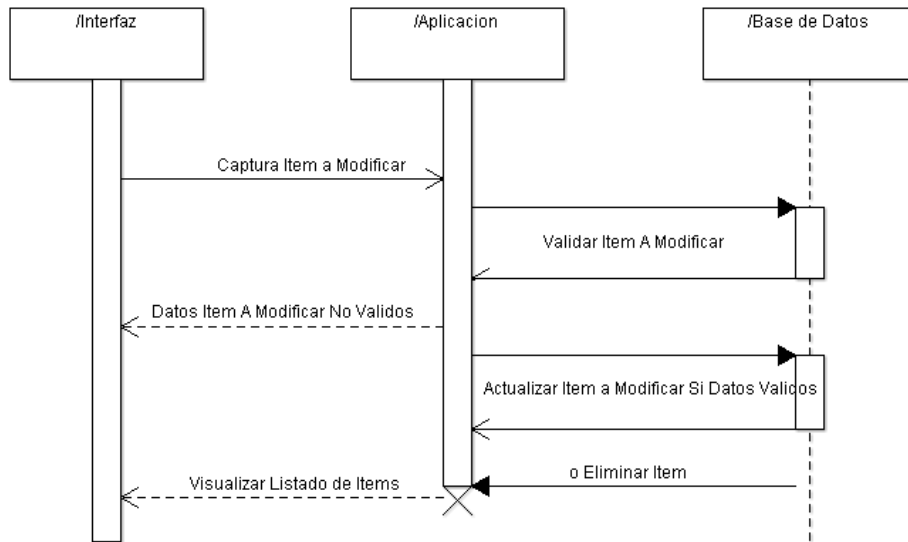 /Interfaz
/Aplicacion
/Base de Datos
Captura Item a Modificar
Validar Item A Modificar
Datos Item A Modificar No Validos
Actualizar Item a Modificar Si Datos Validos
o Eliminar Item
Visualizar Listado de Items